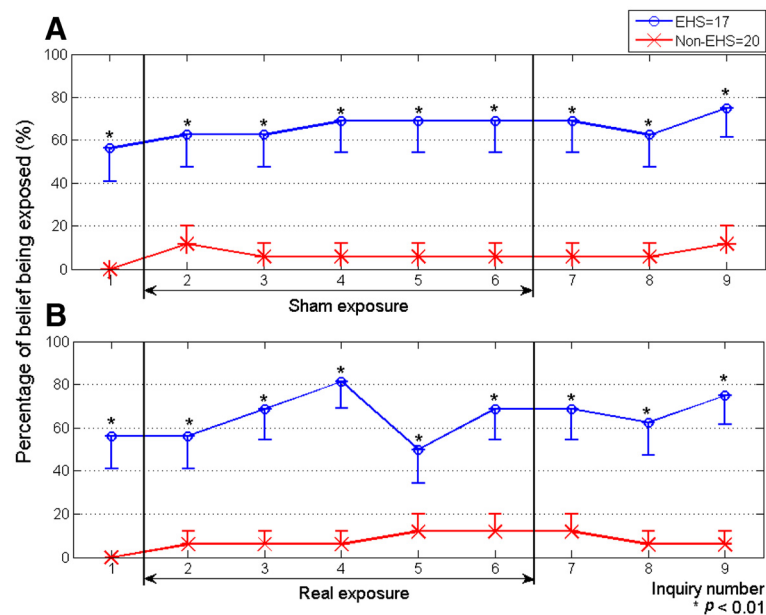 A
EHS=17
Non-EHS=20
Percentage of belief being exposed (%)
100
80
60
40
20
0
1 2 3 4 5 6 7 8 9
* * * * * * * * *
Sham exposure
B
100
80
60
40
20
0
1 2 3 4 5 6 7 8 9
* * * * * * * * *
Real exposure
Inquiry number
* p < 0.01